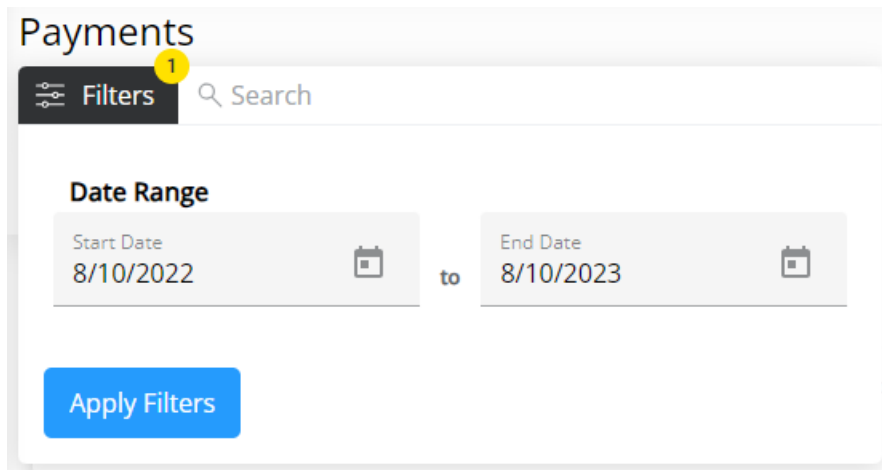 Payments
1
Filters
Search
Date Range
Start Date
8/10/2022
to
End Date
8/10/2023
Apply Filters